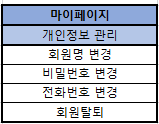 마이페이지
개인정보 관리
회원명 변경
비밀번호 변경
전화번호 변경
회원탈퇴